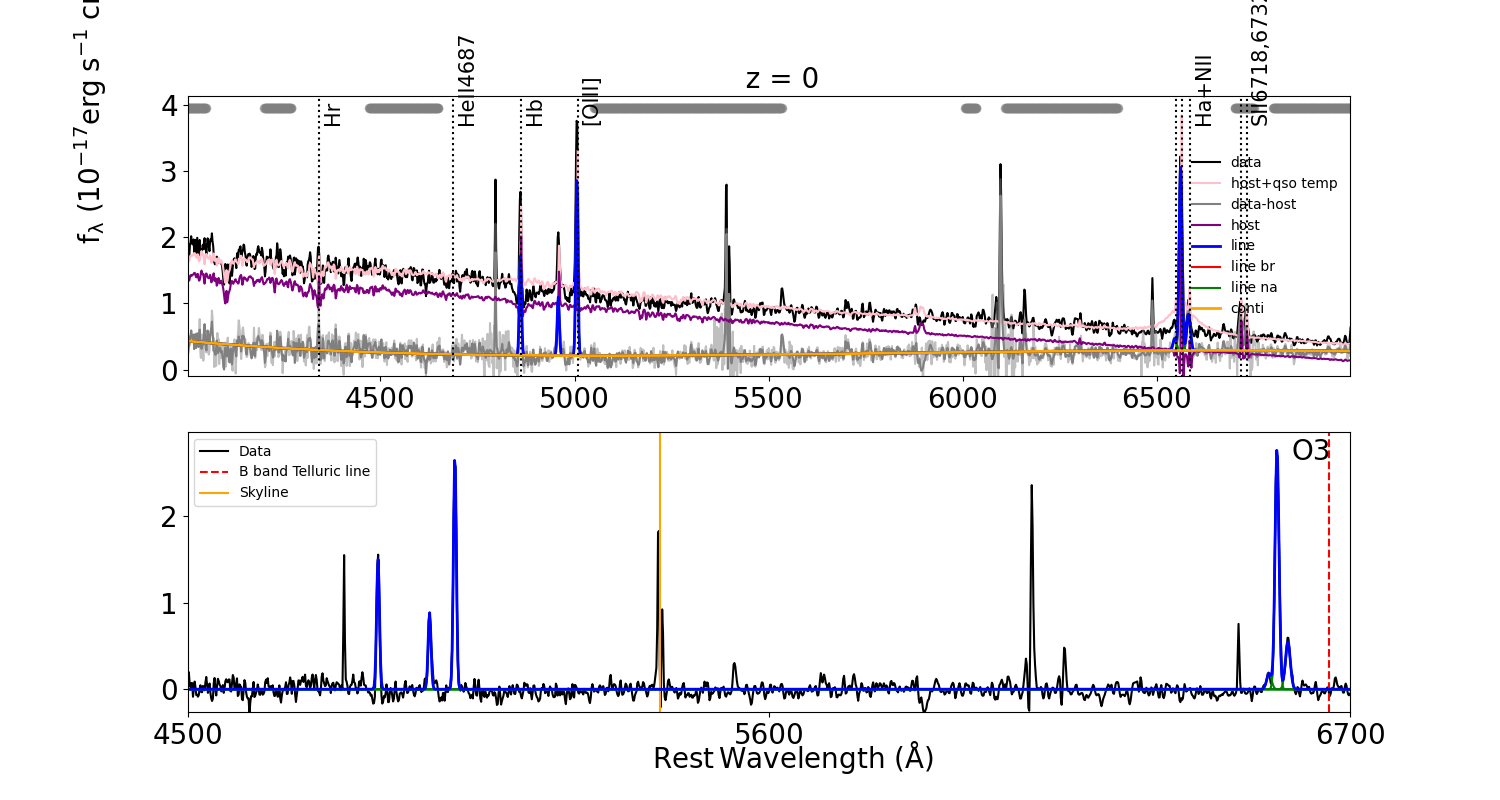 z = 0
f_λ (10^−17 erg s^−1 c
Hr
HeII4687
Hb
[OIII]
Ha+NII
SII6718,673
4
3
2
1
0
data
host+qso temp
data-host
host
line
line br
line na
conti
4500 5000 5500 6000 6500
Data
B band Telluric line
Skyline
O3
2
1
0
4500 5600 6700
Rest Wavelength (Å)